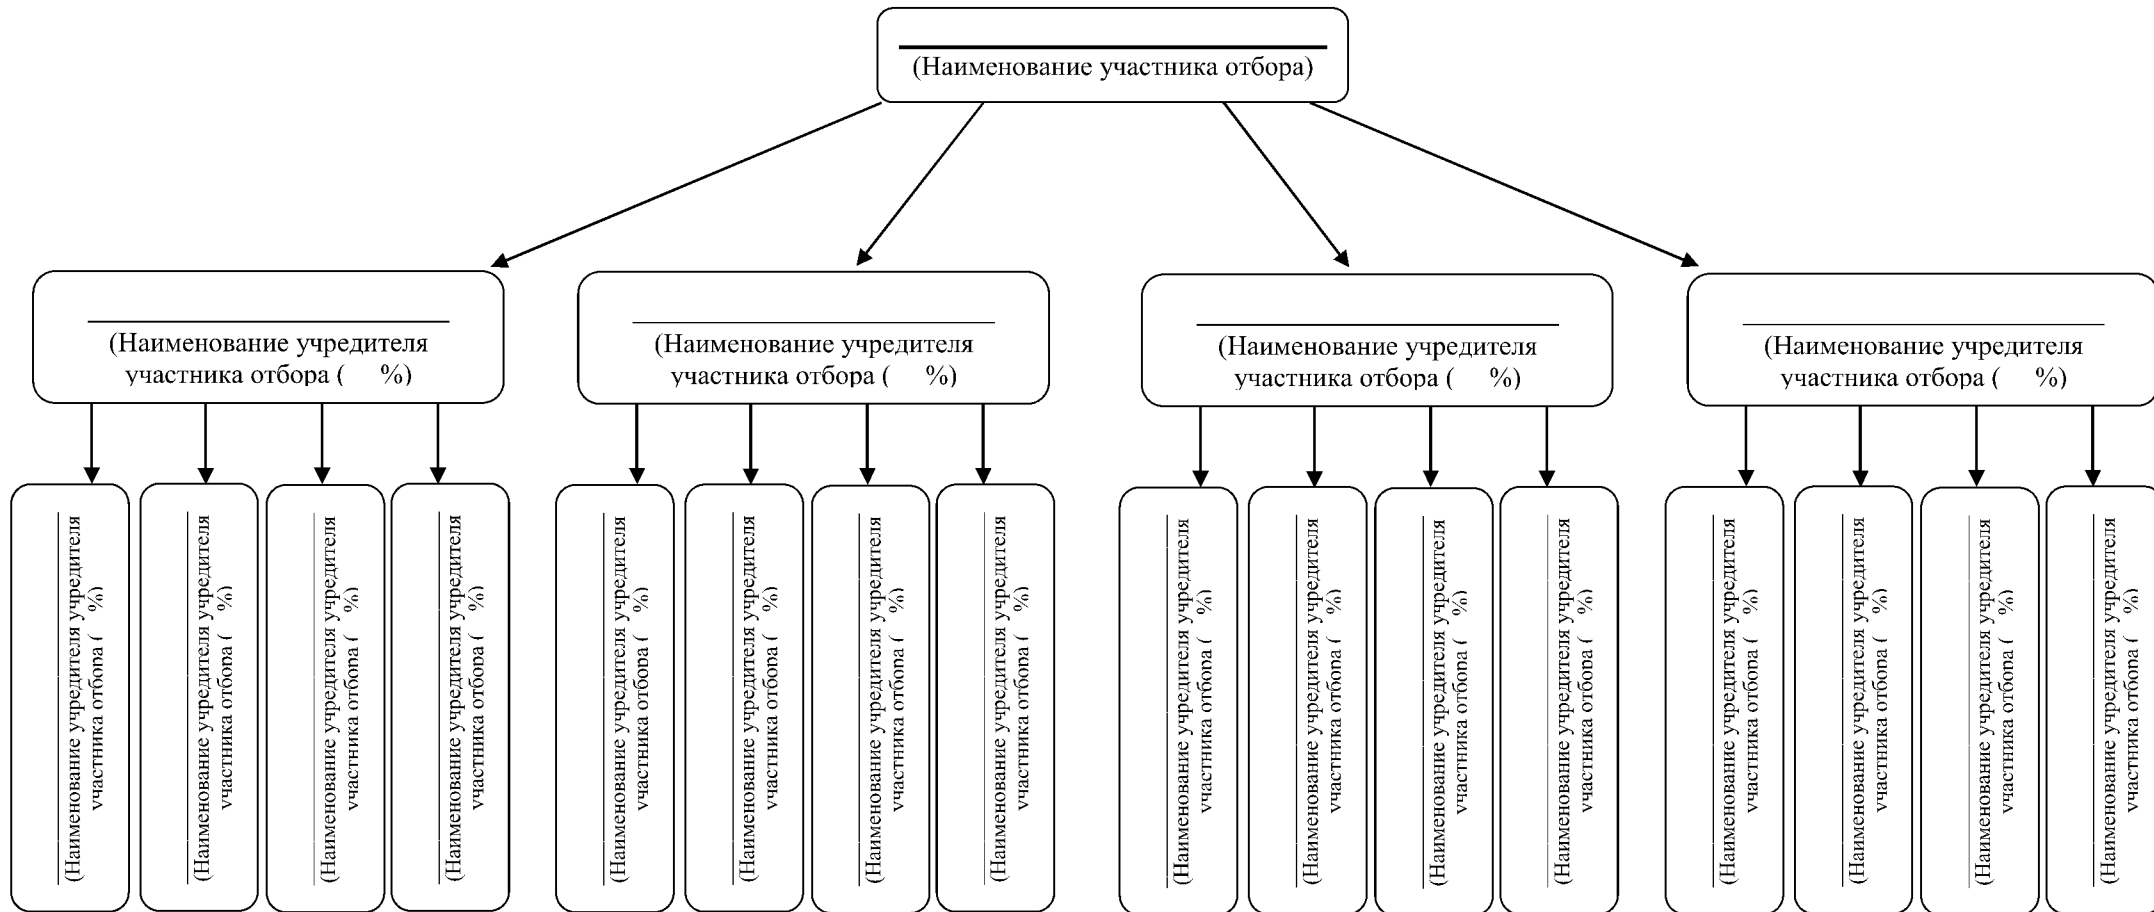 (Наименование участника отбора)
(Наименование учредителя
участника отбора (    %)
(Наименование учредителя
участника отбора (    %)
(Наименование учредителя
участника отбора (    %)
(Наименование учредителя
участника отбора (    %)
(Наименование учредителя учредителя
участника отбора (    %)
(Наименование учредителя учредителя
участника отбора (    %)
(Наименование учредителя учредителя
участника отбора (    %)
(Наименование учредителя учредителя
участника отбора (    %)
(Наименование учредителя учредителя
участника отбора (    %)
(Наименование учредителя учредителя
участника отбора (    %)
(Наименование учредителя учредителя
участника отбора (    %)
(Наименование учредителя учредителя
участника отбора (    %)
(Наименование учредителя учредителя
участника отбора (    %)
(Наименование учредителя учредителя
участника отбора (    %)
(Наименование учредителя учредителя
участника отбора (    %)
(Наименование учредителя учредителя
участника отбора (    %)
(Наименование учредителя учредителя
участника отбора (    %)
(Наименование учредителя учредителя
участника отбора (    %)
(Наименование учредителя учредителя
участника отбора (    %)
(Наименование учредителя учредителя
участника отбора (    %)